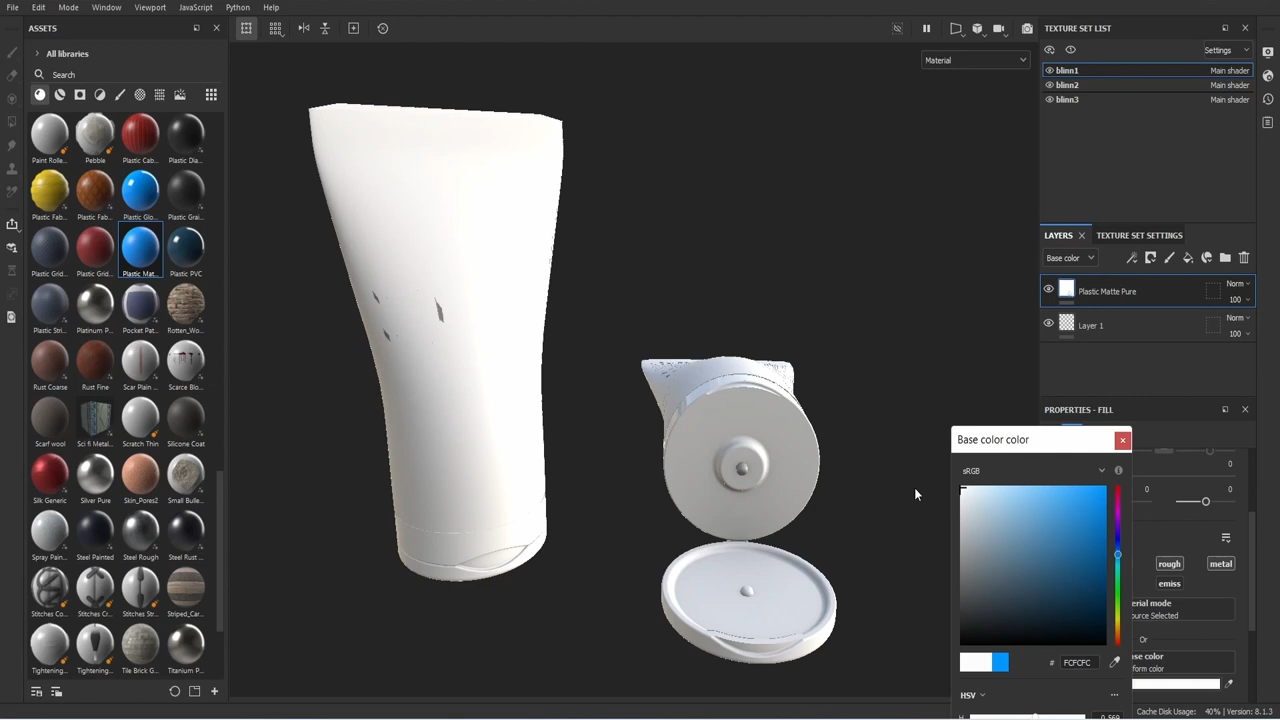 File Edit Mode Window Viewport JavaScript Python Help
ASSETS
All libraries
Search
Paint Rolle... Pebble Plastic Cab... Plastic Dia...
Plastic Fab... Plastic Fab... Plastic Glo... Plastic Grai...
Plastic Grid... Plastic Grid... Plastic Mat... Plastic PVC
Plastic Stri... Platinum P... Pocket Pat... Rotten_Wo...
Rust Coarse Rust Fine Scar Plain ... Scarce Blo...
Scarf wool Sci fi Metal... Scratch Thin Silicone Coat
Silk Generic Silver Pure Skin_Pores2 Small Bulle...
Spray Pain... Steel Painted Steel Rough Steel Rust ...
Stitches Co... Stitches Cr... Stitches Str... Striped_Car...
Tightening... Tightening... Tile Brick G... Titanium P...
Material
TEXTURE SET LIST
Settings
blinn1 Main shader
blinn2 Main shader
blinn3 Main shader
LAYERS TEXTURE SET SETTINGS
Base color
Plastic Matte Pure Norm
100
Layer 1 Norm
100
PROPERTIES - FILL
0
0 0
rough metal
emiss
erial mode
ource Selected
Or
ase color
form color
Base color color
sRGB
# FCFCFC
HSV
H 0.569
Cache Disk Usage: 40% | Version: 8.1.3